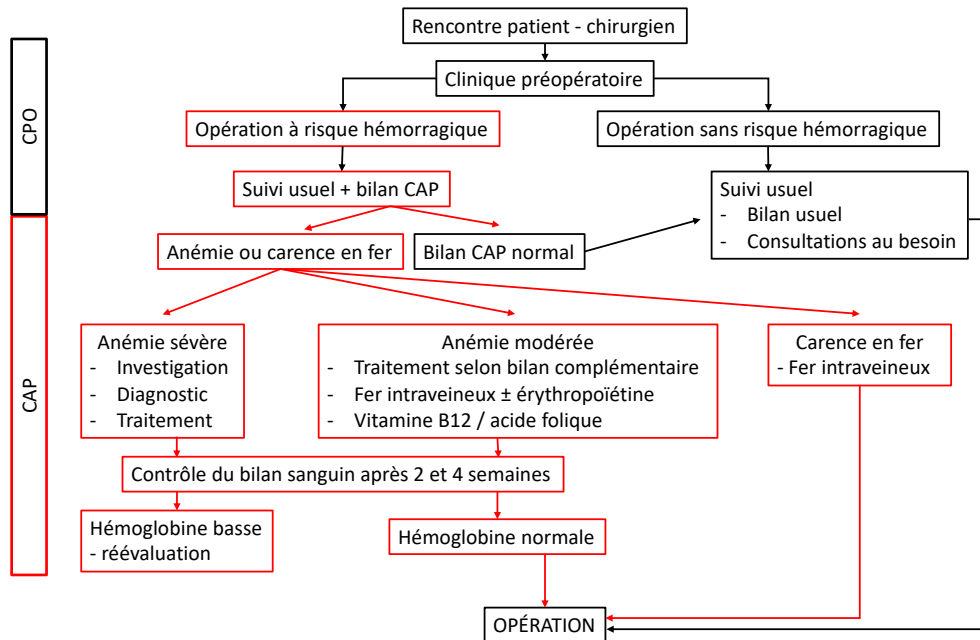 Rencontre patient - chirurgien
Clinique préopératoire
CPO
Opération à risque hémorragique
Opération sans risque hémorragique
Suivi usuel + bilan CAP
Suivi usuel
- Bilan usuel
- Consultations au besoin
CAP
Anémie ou carence en fer
Bilan CAP normal
Anémie sévère
- Investigation
- Diagnostic
- Traitement
Anémie modérée
- Traitement selon bilan complémentaire
- Fer intraveineux ± érythropoïétine
- Vitamine B12 / acide folique
Carence en fer
- Fer intraveineux
Contrôle du bilan sanguin après 2 et 4 semaines
Hémoglobine basse
- réévaluation
Hémoglobine normale
OPÉRATION